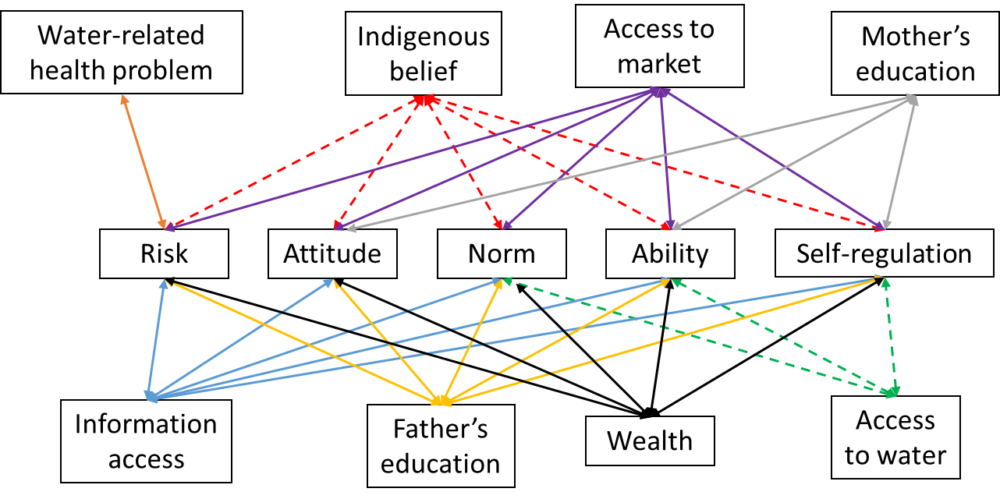 Water-related
health problem
Indigenous
belief
Access to
market
Mother’s
education
Risk
Attitude
Norm
Ability
Self-regulation
Information
access
Father’s
education
Wealth
Access
to water